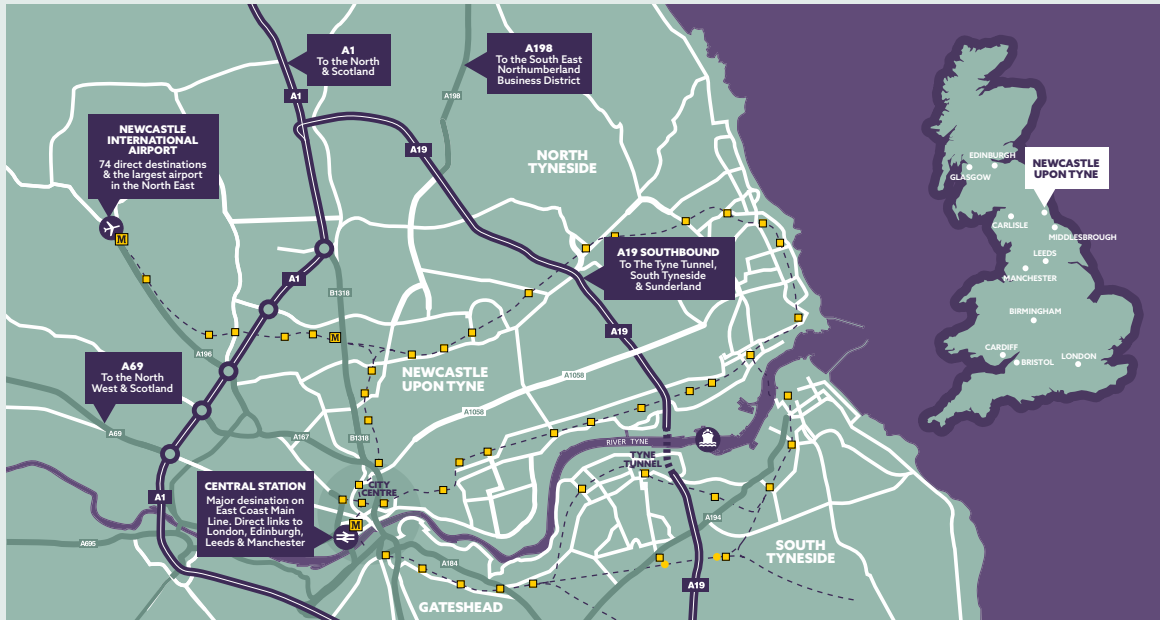 A1
To the North
& Scotland
A198
To the South East
Northumberland
Business District
A1
A198
NEWCASTLE
INTERNATIONAL
AIRPORT
74 direct destinations
& the largest airport
in the North East
A19
NORTH
TYNESIDE
EDINBURGH
GLASGOW
NEWCASTLE
UPON TYNE
CARLISLE
MIDDLESBROUGH
LEEDS
MANCHESTER
BIRMINGHAM
CARDIFF
BRISTOL
LONDON
M
A19 SOUTHBOUND
To The Tyne Tunnel,
South Tyneside
& Sunderland
A1
B1318
A19
M
A196
A69
To the North
West & Scotland
NEWCASTLE
UPON TYNE
A1058
A1058
A69
A167
B1318
RIVER TYNE
TYNE
TUNNEL
CITY
CENTRE
A1
CENTRAL STATION
Major desination on
East Coast Main
Line. Direct links to
London, Edinburgh,
Leeds & Manchester
M
A194
A695
SOUTH
TYNESIDE
A184
A19
GATESHEAD